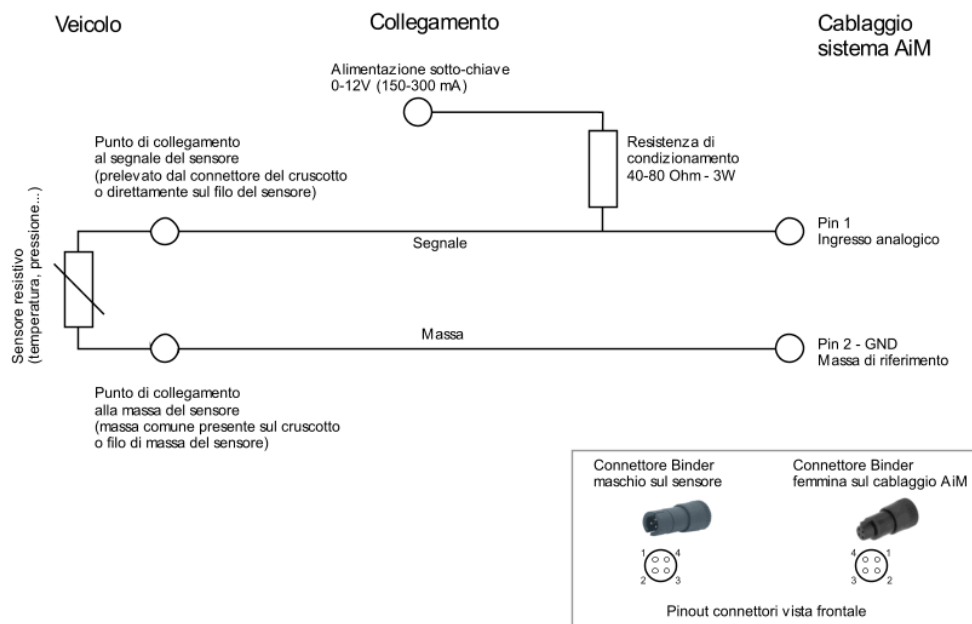 Veicolo
Collegamento
Cablaggio
sistema AiM
Alimentazione sotto-chiave
0-12V (150-300 mA)
Punto di collegamento
al segnale del sensore
(prelevato dal connettore del cruscotto
o direttamente sul filo del sensore)
Resistenza di
condizionamento
40-80 Ohm - 3W
Segnale
Pin 1
Ingresso analogico
Sensore resistivo
(temperatura, pressione...)
Massa
Pin 2 - GND
Massa di riferimento
Punto di collegamento
alla massa del sensore
(massa comune presente sul cruscotto
o filo di massa del sensore)
Connettore Binder
maschio sul sensore
Connettore Binder
femmina sul cablaggio AiM
1 4
2 3
4 1
3 2
Pinout connettori vista frontale